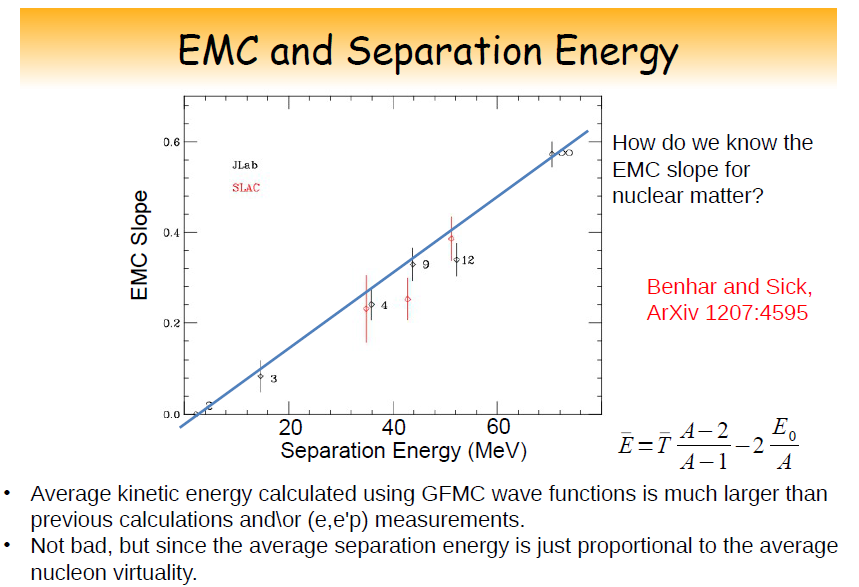 EMC and Separation Energy
0.6
0.4
0.2
0.0
EMC Slope
JLab
SLAC
2
3
4
9
12
∞
20 40 60
Separation Energy (MeV)
How do we know the
EMC slope for
nuclear matter?
Benhar and Sick,
ArXiv 1207:4595
Ē = T̄ (A−2)/(A−1) − 2 E₀/A
• Average kinetic energy calculated using GFMC wave functions is much larger than
previous calculations and\or (e,e'p) measurements.
• Not bad, but since the average separation energy is just proportional to the average
nucleon virtuality.